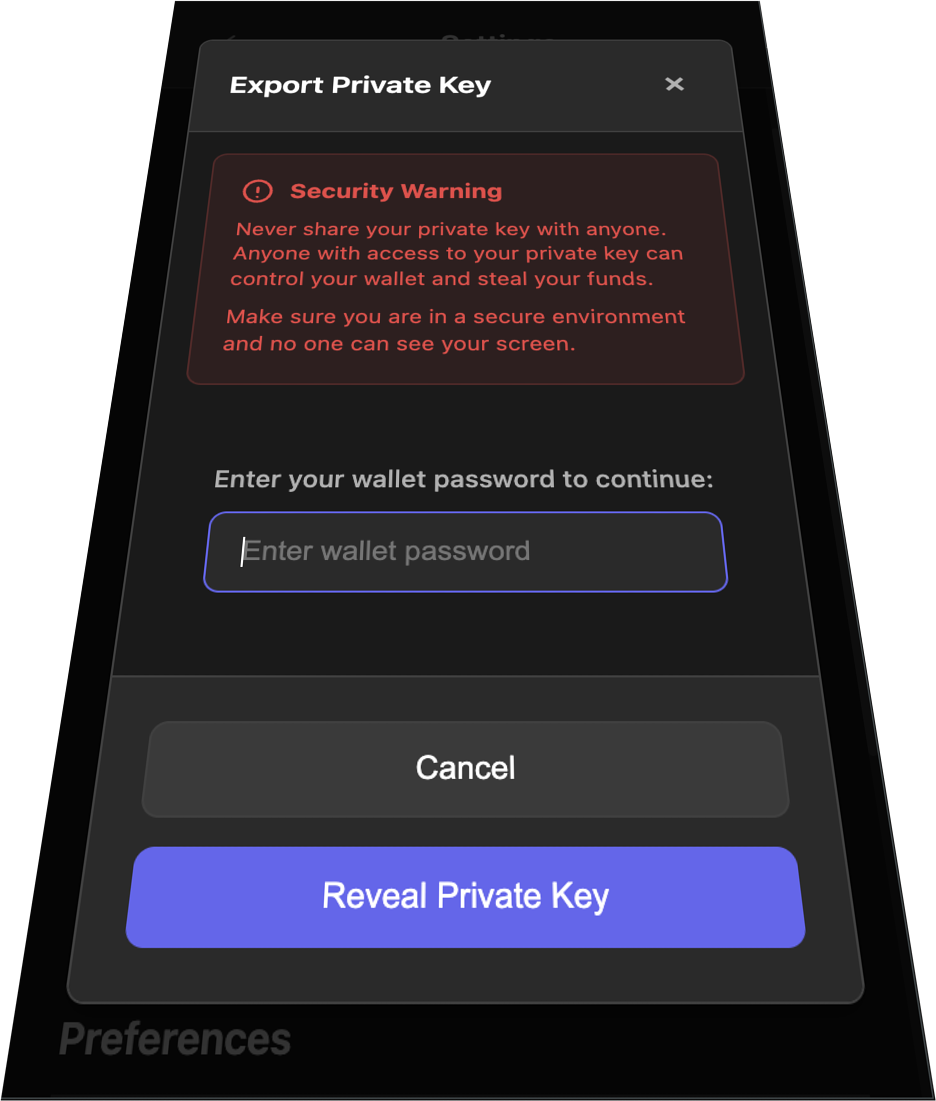 Settings
Export Private Key
Security Warning
Never share your private key with anyone.
Anyone with access to your private key can
control your wallet and steal your funds.
Make sure you are in a secure environment
and no one can see your screen.
Enter your wallet password to continue:
Enter wallet password
Cancel
Reveal Private Key
Preferences